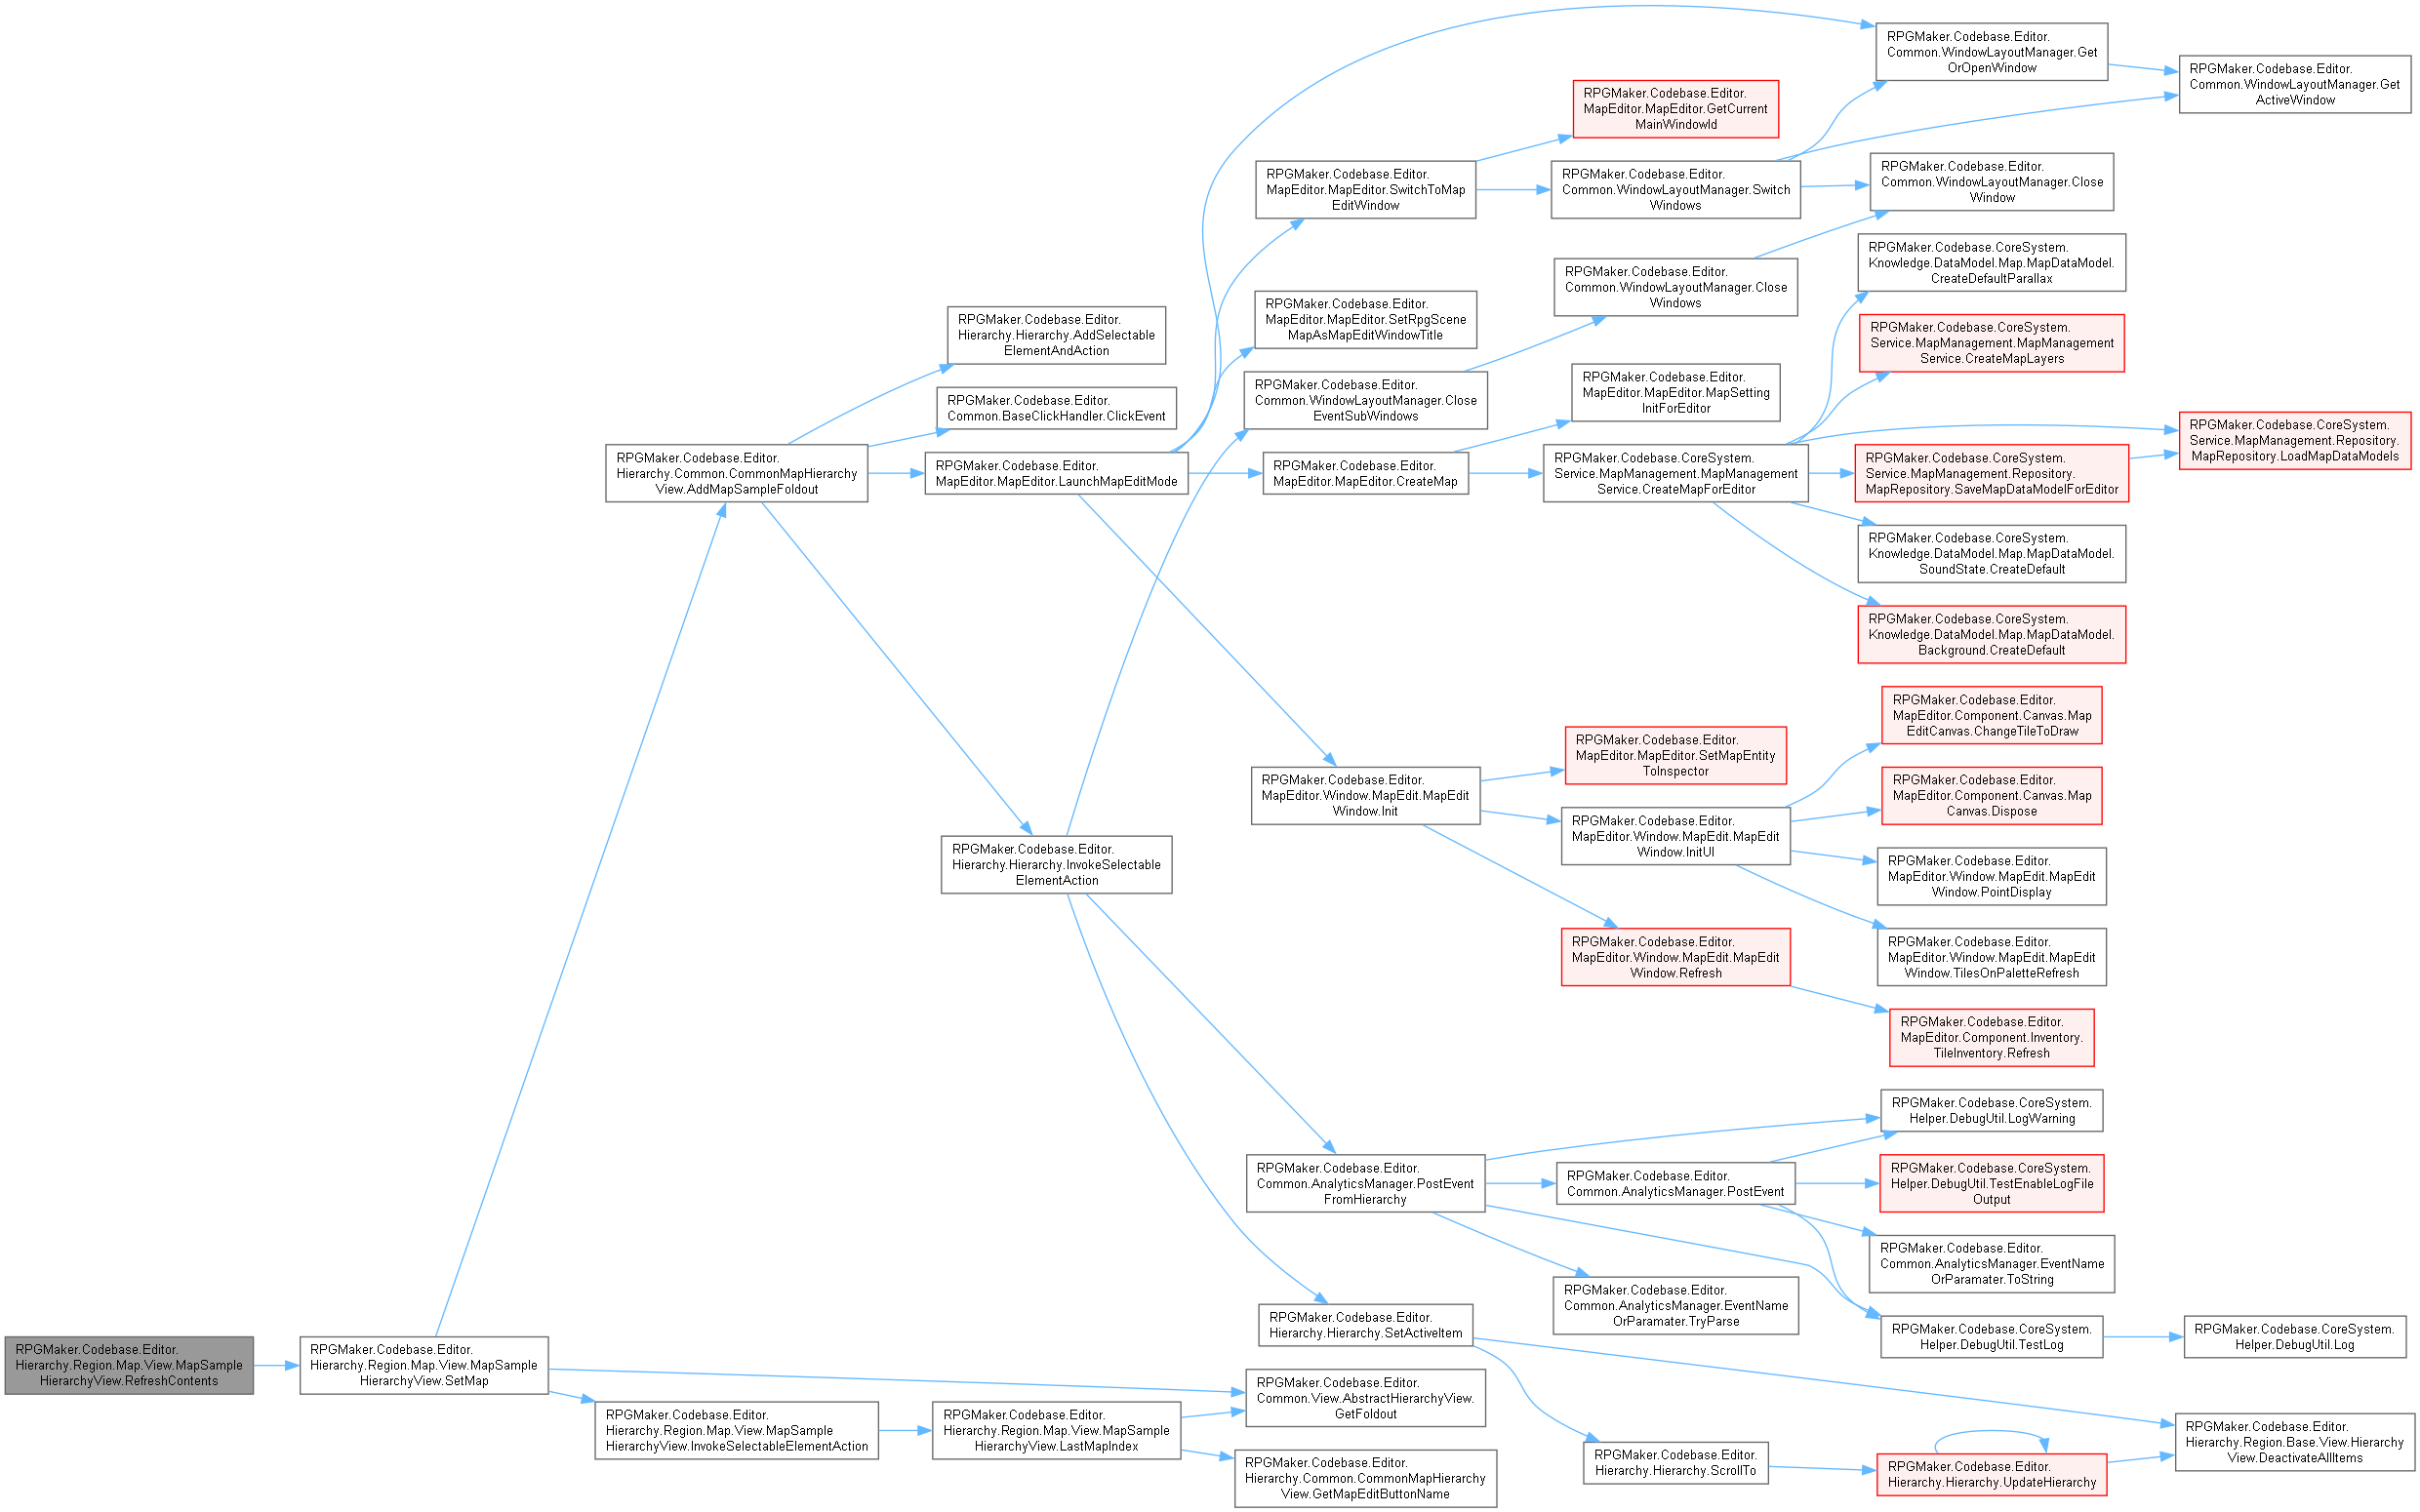 RPGMaker.Codebase.Editor.
Hierarchy.Region.Map.View.MapSample
HierarchyView.RefreshContents
RPGMaker.Codebase.Editor.
Hierarchy.Region.Map.View.MapSample
HierarchyView.SetMap
RPGMaker.Codebase.Editor.
Hierarchy.Common.CommonMapHierarchy
View.AddMapSampleFoldout
RPGMaker.Codebase.Editor.
Hierarchy.Region.Map.View.MapSample
HierarchyView.InvokeSelectableElementAction
RPGMaker.Codebase.Editor.
Hierarchy.Hierarchy.AddSelectable
ElementAndAction
RPGMaker.Codebase.Editor.
Common.BaseClickHandler.ClickEvent
RPGMaker.Codebase.Editor.
MapEditor.MapEditor.LaunchMapEditMode
RPGMaker.Codebase.Editor.
Hierarchy.Hierarchy.InvokeSelectable
ElementAction
RPGMaker.Codebase.Editor.
Hierarchy.Region.Map.View.MapSample
HierarchyView.LastMapIndex
RPGMaker.Codebase.Editor.
MapEditor.MapEditor.SwitchToMap
EditWindow
RPGMaker.Codebase.Editor.
MapEditor.MapEditor.SetRpgScene
MapAsMapEditWindowTitle
RPGMaker.Codebase.Editor.
Common.WindowLayoutManager.Close
EventSubWindows
RPGMaker.Codebase.Editor.
MapEditor.MapEditor.CreateMap
RPGMaker.Codebase.Editor.
MapEditor.Window.MapEdit.MapEdit
Window.Init
RPGMaker.Codebase.Editor.
Common.AnalyticsManager.PostEvent
FromHierarchy
RPGMaker.Codebase.Editor.
Hierarchy.Hierarchy.SetActiveItem
RPGMaker.Codebase.Editor.
Common.View.AbstractHierarchyView.
GetFoldout
RPGMaker.Codebase.Editor.
Hierarchy.Common.CommonMapHierarchy
View.GetMapEditButtonName
RPGMaker.Codebase.Editor.
MapEditor.MapEditor.GetCurrent
MainWindowId
RPGMaker.Codebase.Editor.
Common.WindowLayoutManager.Switch
Windows
RPGMaker.Codebase.Editor.
Common.WindowLayoutManager.Close
Windows
RPGMaker.Codebase.Editor.
MapEditor.MapEditor.MapSetting
InitForEditor
RPGMaker.Codebase.CoreSystem.
Service.MapManagement.MapManagement
Service.CreateMapForEditor
RPGMaker.Codebase.Editor.
MapEditor.MapEditor.SetMapEntity
ToInspector
RPGMaker.Codebase.Editor.
MapEditor.Window.MapEdit.MapEdit
Window.InitUI
RPGMaker.Codebase.Editor.
MapEditor.Window.MapEdit.MapEdit
Window.Refresh
RPGMaker.Codebase.Editor.
Common.AnalyticsManager.PostEvent
RPGMaker.Codebase.Editor.
Common.AnalyticsManager.EventName
OrParamater.TryParse
RPGMaker.Codebase.Editor.
Hierarchy.Hierarchy.ScrollTo
RPGMaker.Codebase.Editor.
Common.WindowLayoutManager.Get
OrOpenWindow
RPGMaker.Codebase.Editor.
Common.WindowLayoutManager.Close
Window
RPGMaker.Codebase.CoreSystem.
Knowledge.DataModel.Map.MapDataModel.
CreateDefaultParallax
RPGMaker.Codebase.CoreSystem.
Service.MapManagement.MapManagement
Service.CreateMapLayers
RPGMaker.Codebase.CoreSystem.
Service.MapManagement.Repository.
MapRepository.SaveMapDataModelForEditor
RPGMaker.Codebase.CoreSystem.
Knowledge.DataModel.Map.MapDataModel.
SoundState.CreateDefault
RPGMaker.Codebase.CoreSystem.
Knowledge.DataModel.Map.MapDataModel.
Background.CreateDefault
RPGMaker.Codebase.Editor.
MapEditor.Component.Canvas.Map
EditCanvas.ChangeTileToDraw
RPGMaker.Codebase.Editor.
MapEditor.Component.Canvas.Map
Canvas.Dispose
RPGMaker.Codebase.Editor.
MapEditor.Window.MapEdit.MapEdit
Window.PointDisplay
RPGMaker.Codebase.Editor.
MapEditor.Window.MapEdit.MapEdit
Window.TilesOnPaletteRefresh
RPGMaker.Codebase.Editor.
MapEditor.Component.Inventory.
TileInventory.Refresh
RPGMaker.Codebase.CoreSystem.
Helper.DebugUtil.LogWarning
RPGMaker.Codebase.CoreSystem.
Helper.DebugUtil.TestEnableLogFile
Output
RPGMaker.Codebase.Editor.
Common.AnalyticsManager.EventName
OrParamater.ToString
RPGMaker.Codebase.CoreSystem.
Helper.DebugUtil.TestLog
RPGMaker.Codebase.Editor.
Hierarchy.Hierarchy.UpdateHierarchy
RPGMaker.Codebase.Editor.
Common.WindowLayoutManager.Get
ActiveWindow
RPGMaker.Codebase.CoreSystem.
Service.MapManagement.Repository.
MapRepository.LoadMapDataModels
RPGMaker.Codebase.CoreSystem.
Helper.DebugUtil.Log
RPGMaker.Codebase.Editor.
Hierarchy.Region.Base.View.Hierarchy
View.DeactivateAllItems